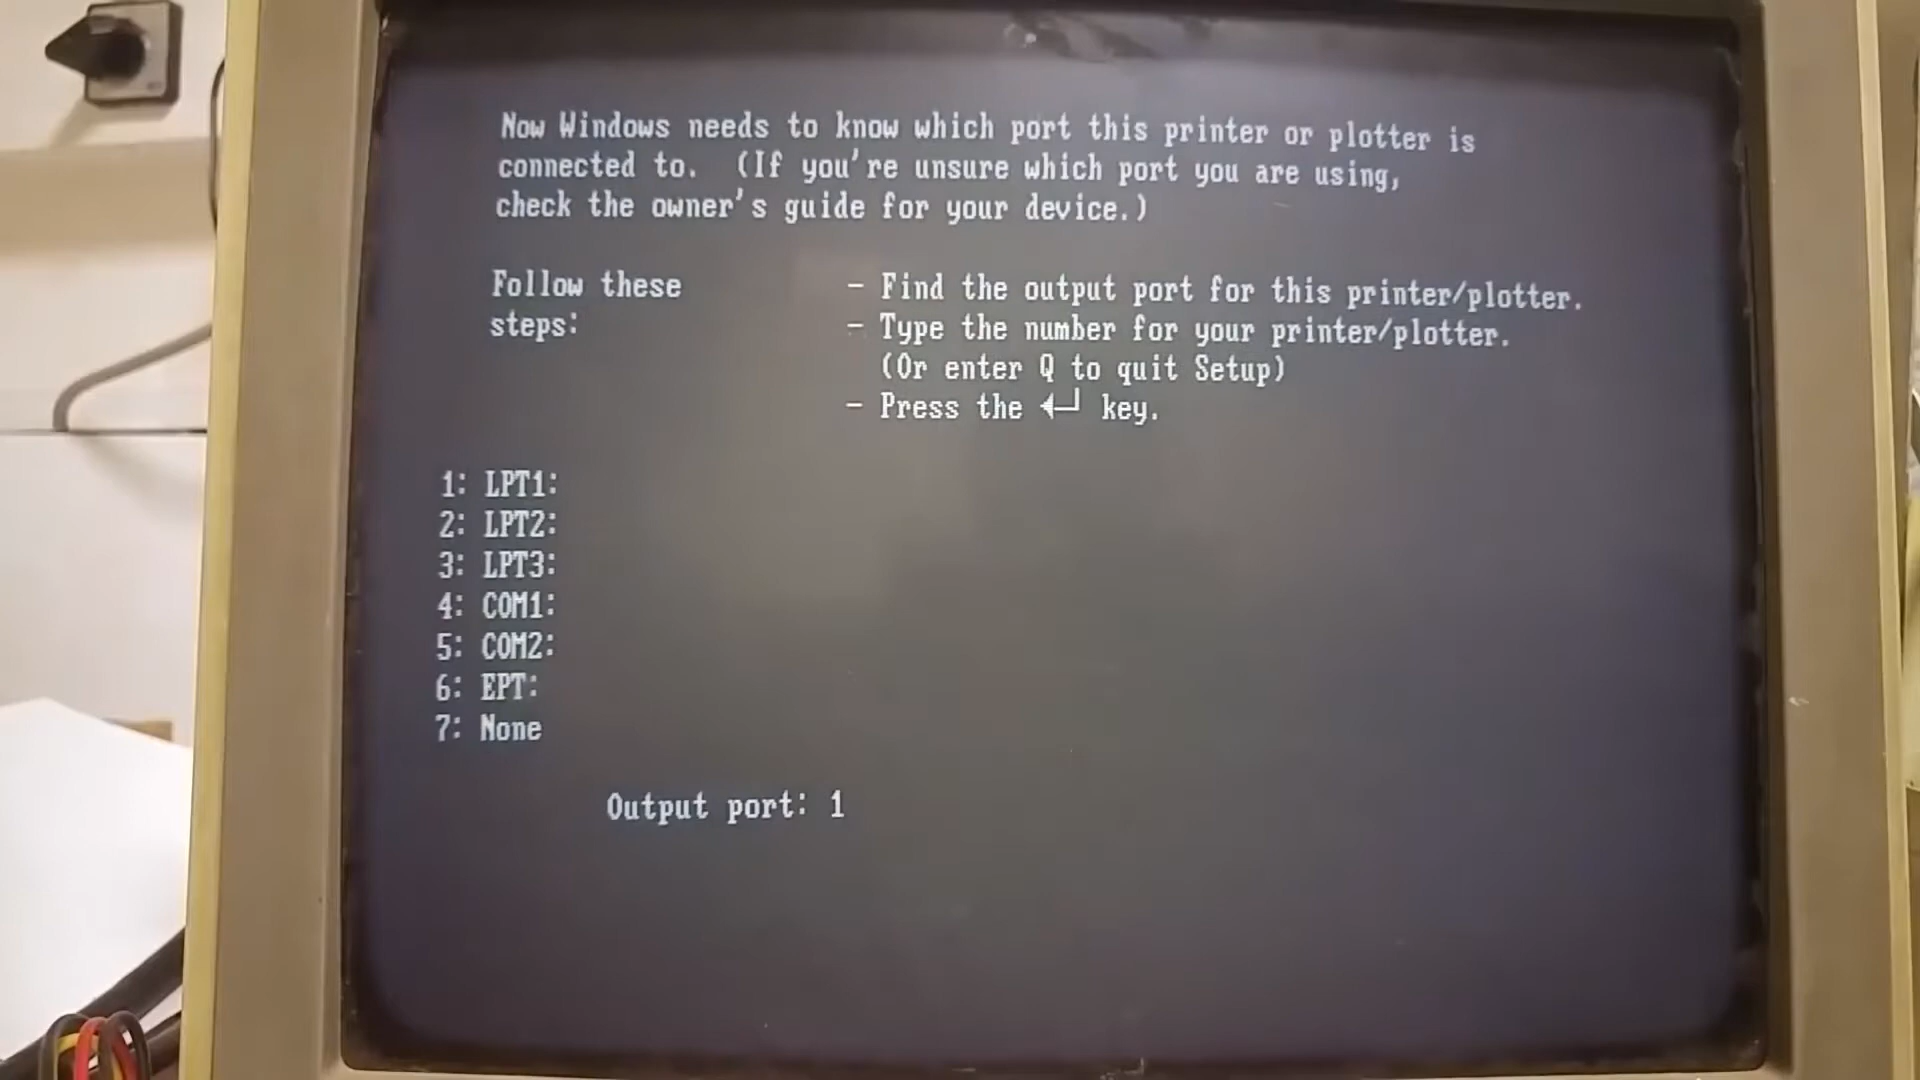 Now Windows needs to know which port this printer or plotter is
connected to.  (If you're unsure which port you are using,
check the owner's guide for your device.)
Follow these
steps:
- Find the output port for this printer/plotter.
- Type the number for your printer/plotter.
(Or enter Q to quit Setup)
- Press the ◄┘ key.
1: LPT1:
2: LPT2:
3: LPT3:
4: COM1:
5: COM2:
6: EPT:
7: None
Output port: 1